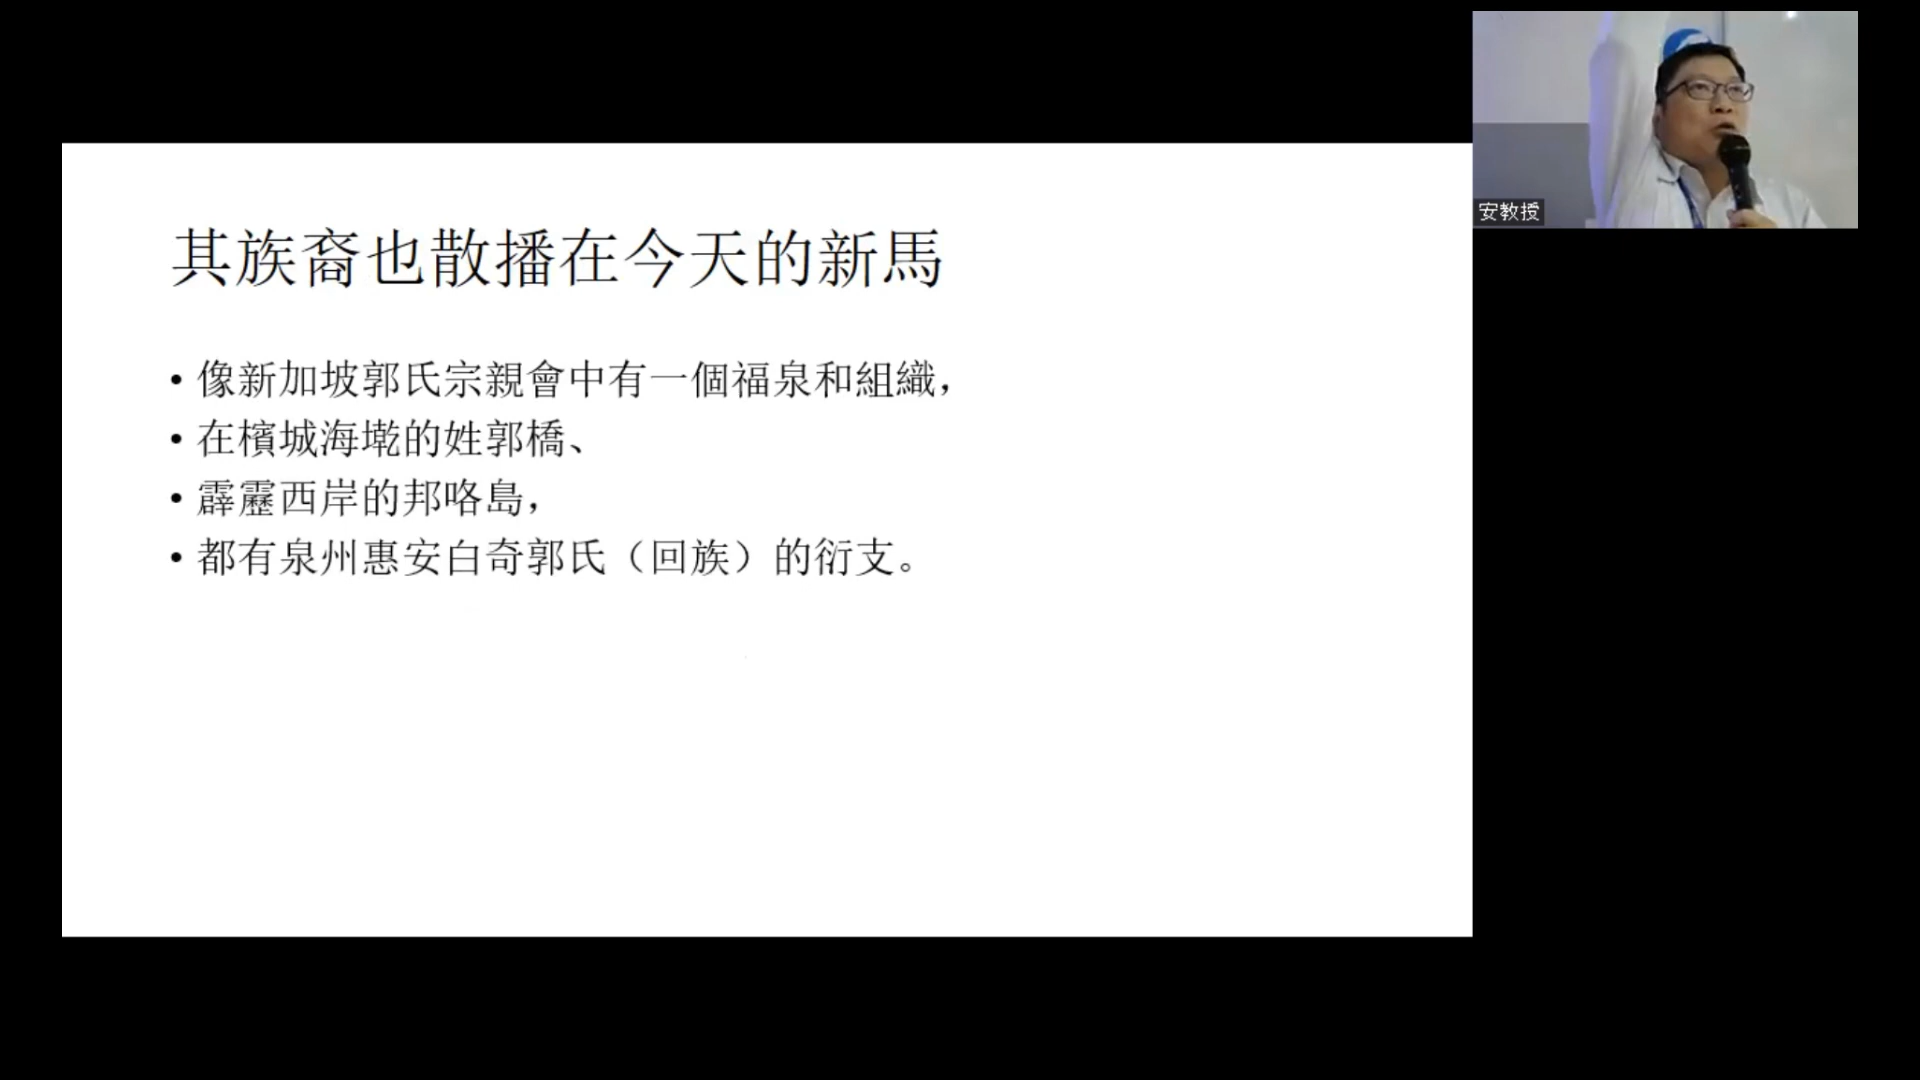 其族裔也散播在今天的新馬
• 像新加坡郭氏宗親會中有一個福泉和組織，
• 在檳城海墘的姓郭橋、
• 霹靂西岸的邦咯島，
• 都有泉州惠安白奇郭氏（回族）的衍支。
安教授